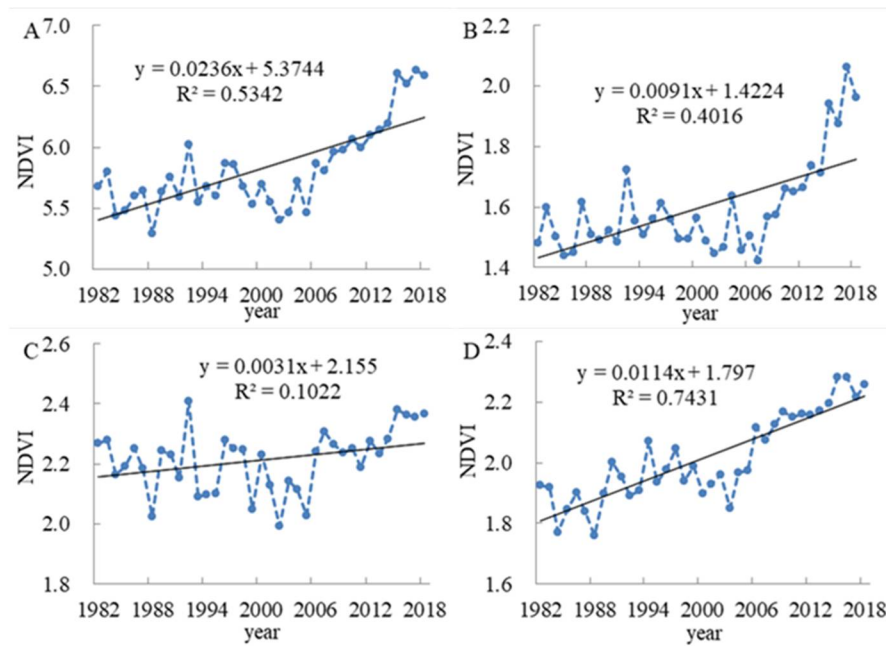 A
7.0
6.5
6.0
5.5
5.0
NDVI
y = 0.0236x + 5.3744
R² = 0.5342
1982 1988 1994 2000 2006 2012 2018
year
B
2.2
2.0
1.8
1.6
1.4
NDVI
y = 0.0091x + 1.4224
R² = 0.4016
1982 1988 1994 2000 2006 2012 2018
year
C
2.6
2.4
2.2
2.0
1.8
NDVI
y = 0.0031x + 2.155
R² = 0.1022
1982 1988 1994 2000 2006 2012 2018
year
D
2.4
2.2
2.0
1.8
1.6
NDVI
y = 0.0114x + 1.797
R² = 0.7431
1982 1988 1994 2000 2006 2012 2018
year